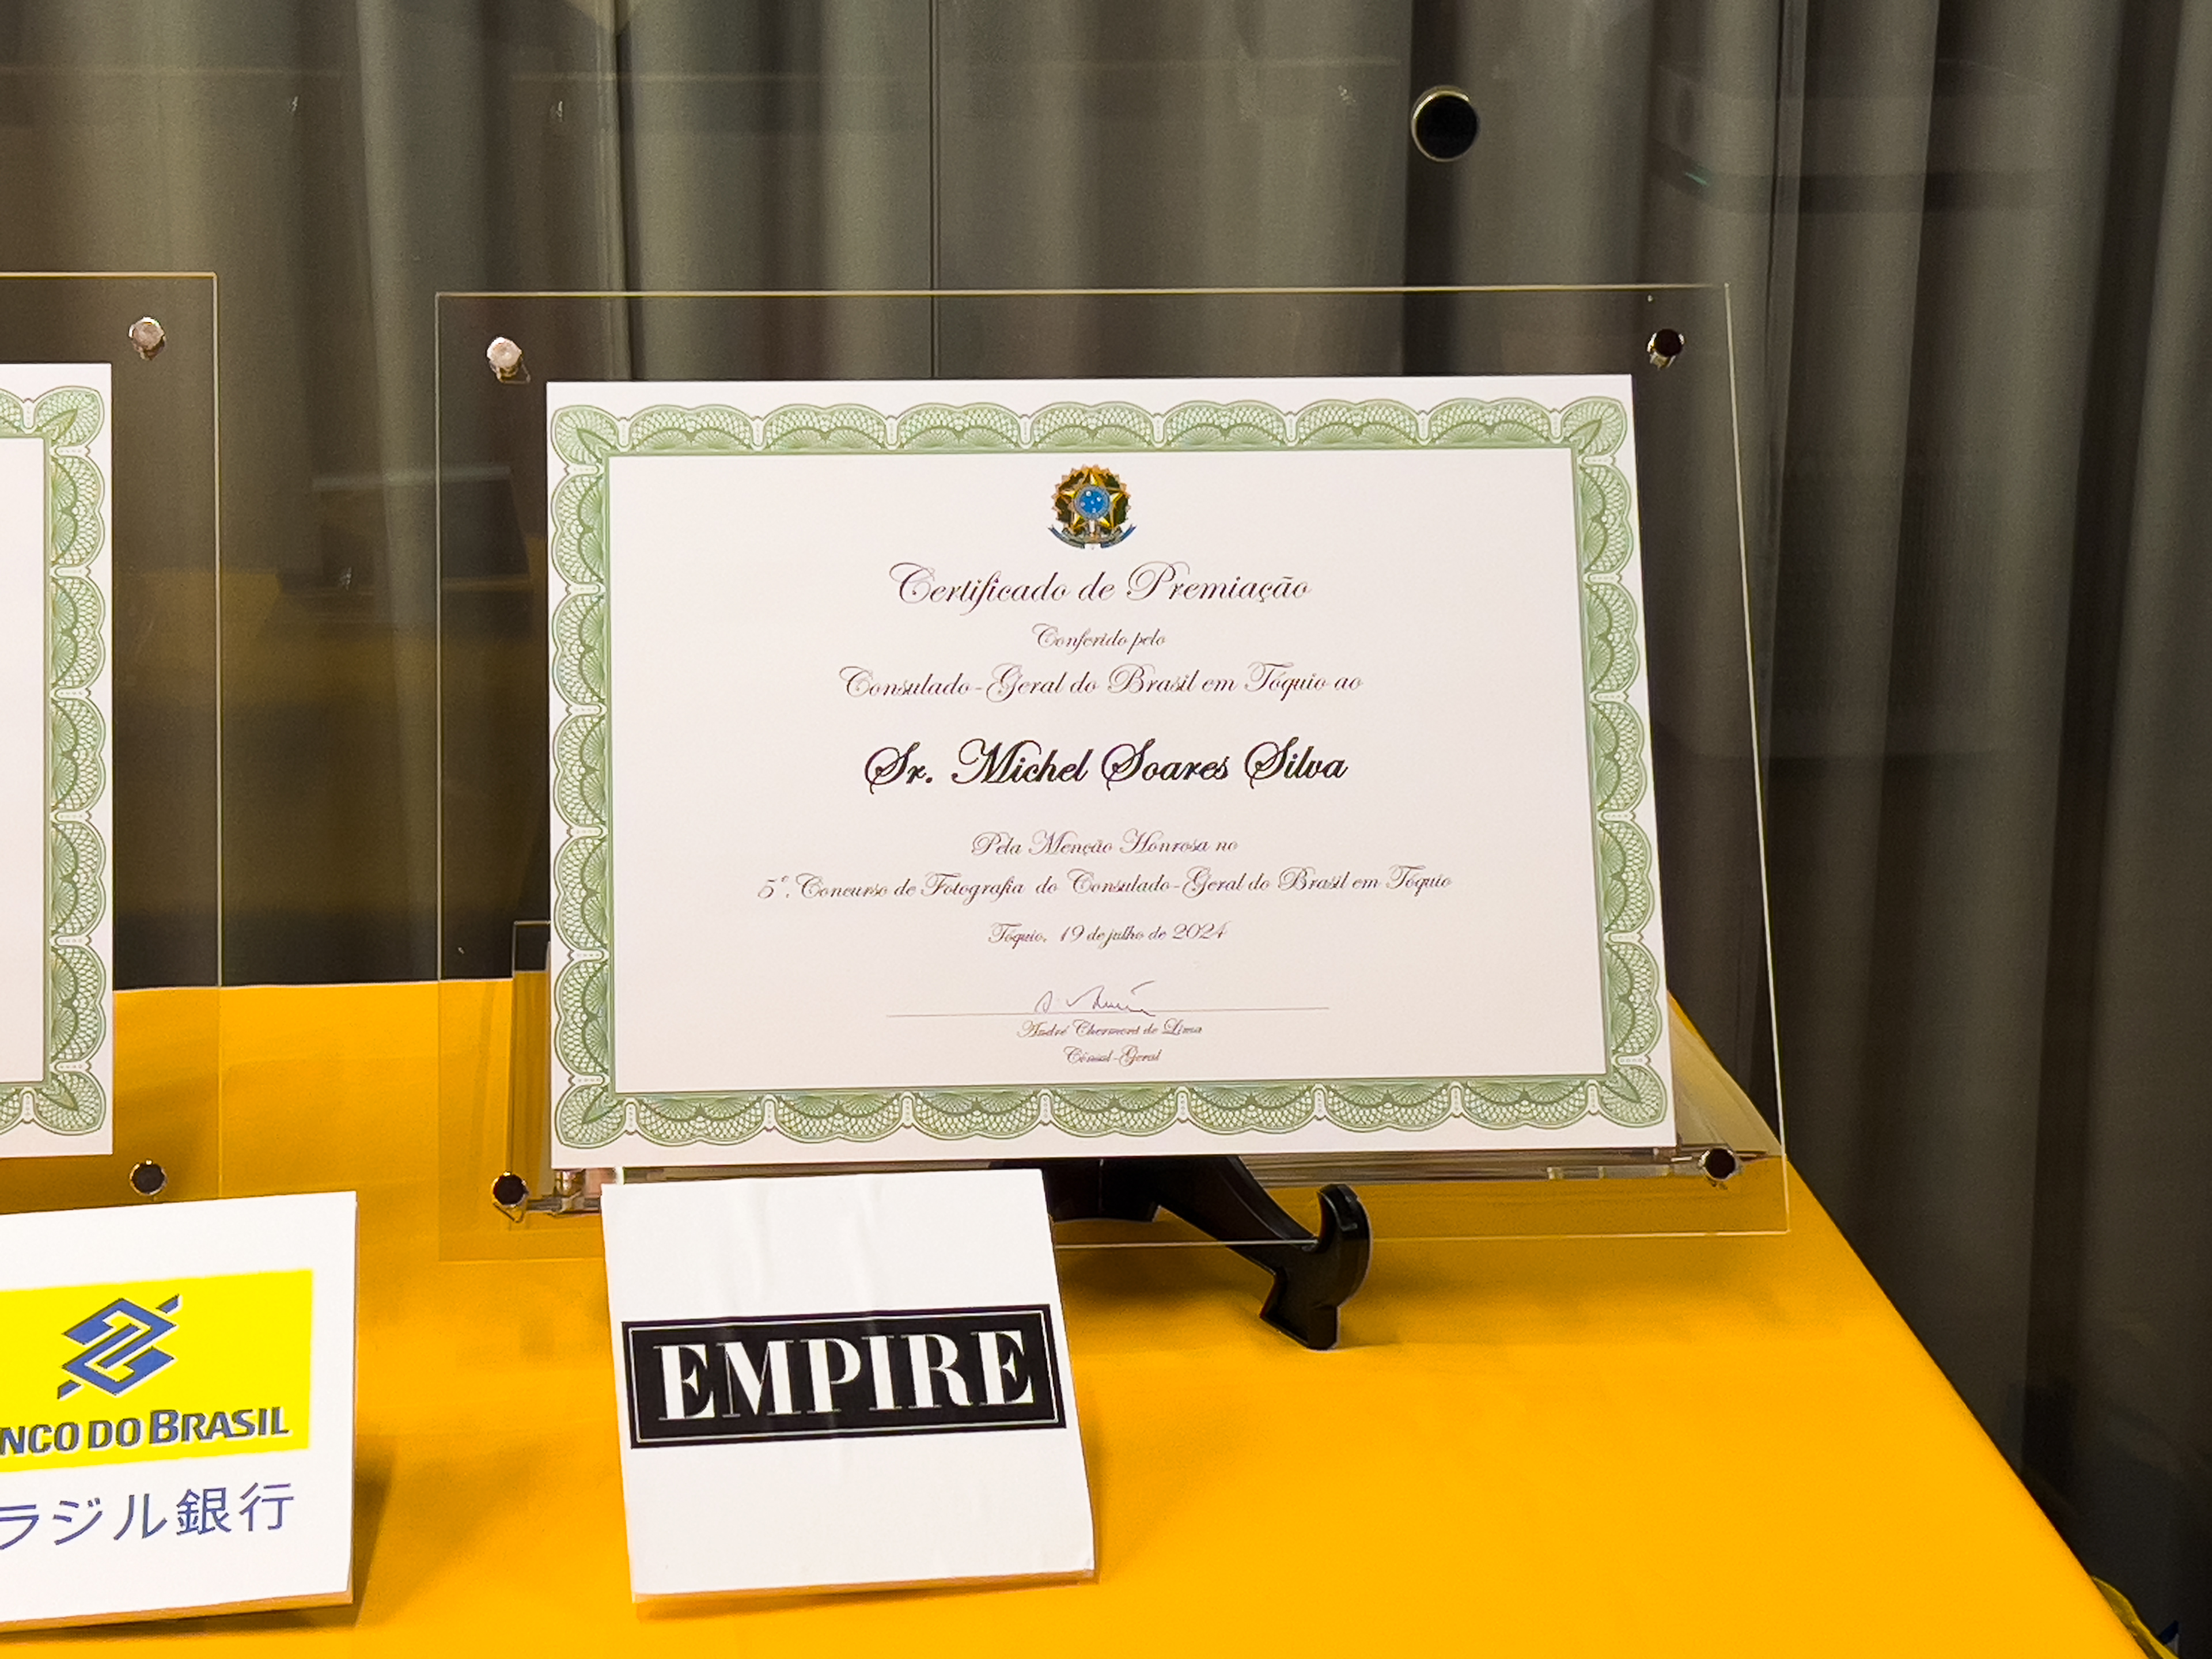 Certificado de Premiação
Conferido pelo
Consulado-Geral do Brasil em Tóquio ao
Sr. Michel Soares Silva
Pela Menção Honrosa no
5º. Concurso de Fotografia do Consulado-Geral do Brasil em Tóquio
Tóquio, 19 de julho de 2024
André Chermont de Lima
Cônsul-Geral
NCO DO BRASIL
ラジル銀行
EMPIRE